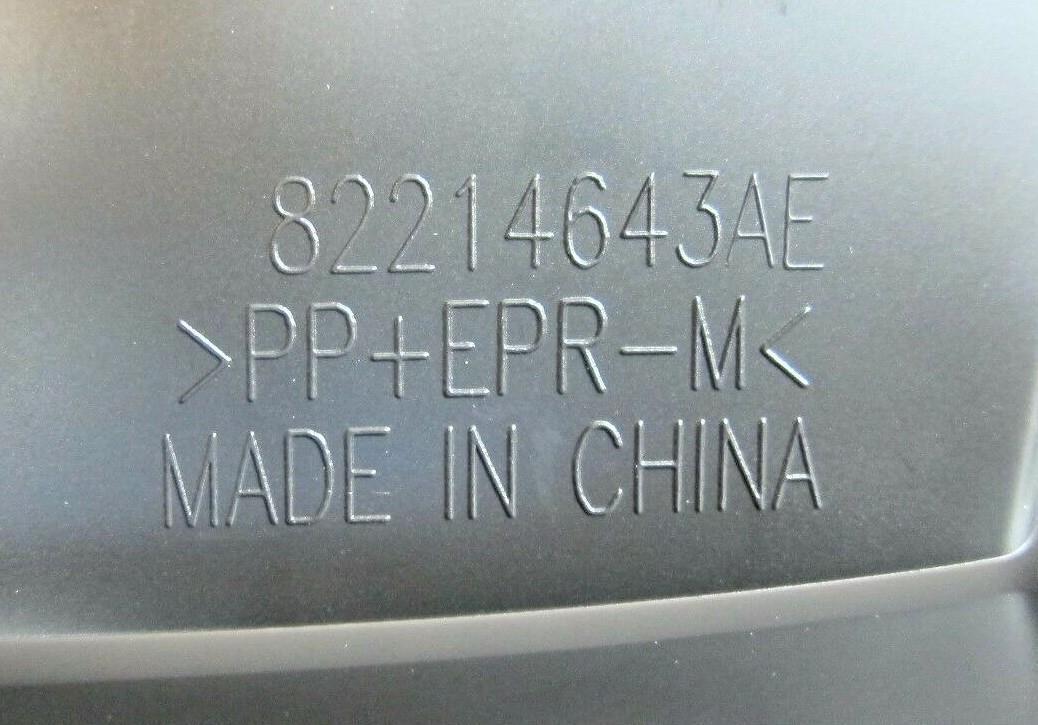 82214643AE
>PP+EPR-M<
MADE IN CHINA